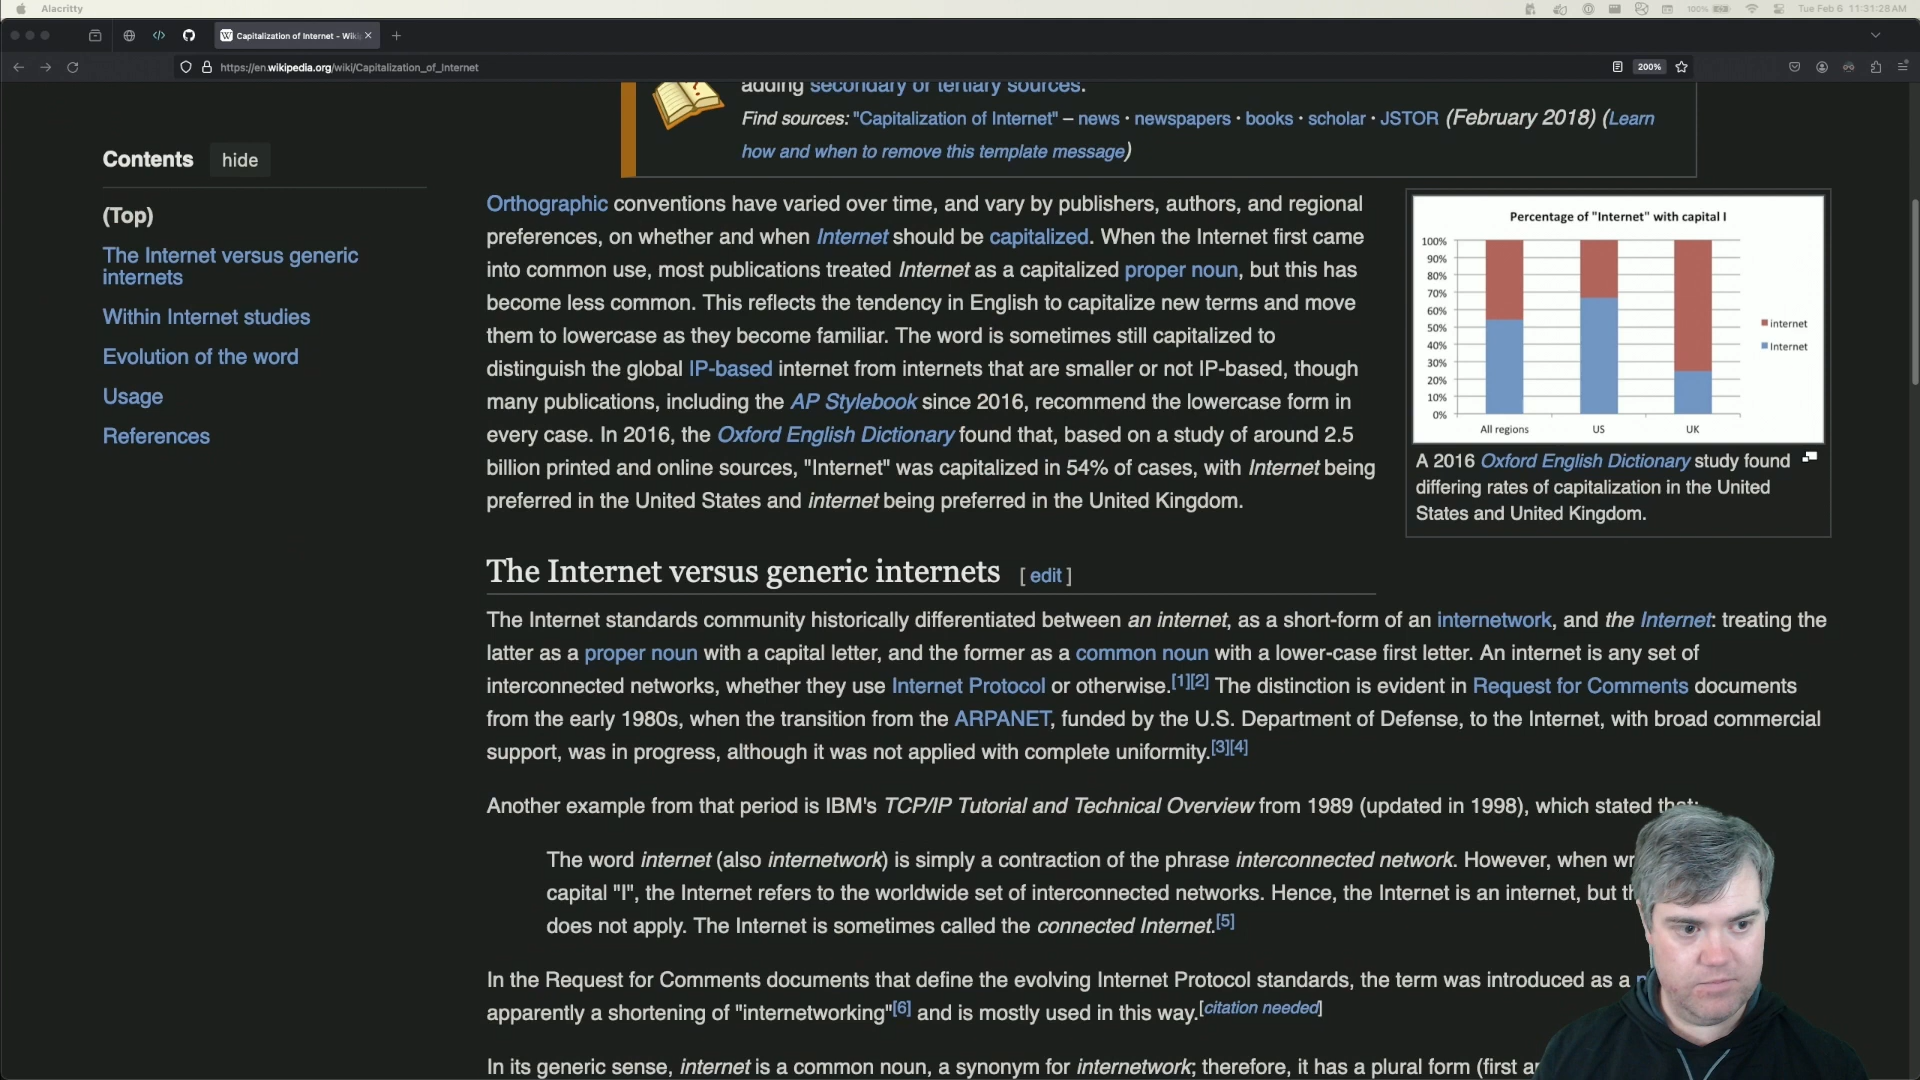 Alacritty
100%
Tue Feb 6 11:31:28 AM
Capitalization of Internet - Wiki
https://en.wikipedia.org/wiki/Capitalization_of_Internet
200%
adding secondary or tertiary sources.
Find sources: "Capitalization of Internet" – news · newspapers · books · scholar · JSTOR (February 2018) (Learn
how and when to remove this template message)
Contents hide
(Top)
The Internet versus generic
internets
Within Internet studies
Evolution of the word
Usage
References
Orthographic conventions have varied over time, and vary by publishers, authors, and regional
preferences, on whether and when Internet should be capitalized. When the Internet first came
into common use, most publications treated Internet as a capitalized proper noun, but this has
become less common. This reflects the tendency in English to capitalize new terms and move
them to lowercase as they become familiar. The word is sometimes still capitalized to
distinguish the global IP-based internet from internets that are smaller or not IP-based, though
many publications, including the AP Stylebook since 2016, recommend the lowercase form in
every case. In 2016, the Oxford English Dictionary found that, based on a study of around 2.5
billion printed and online sources, "Internet" was capitalized in 54% of cases, with Internet being
preferred in the United States and internet being preferred in the United Kingdom.
Percentage of "Internet" with capital I
100%
90%
80%
70%
60%
50%
40%
30%
20%
10%
0%
All regions US UK
internet
Internet
A 2016 Oxford English Dictionary study found
differing rates of capitalization in the United
States and United Kingdom.
The Internet versus generic internets [ edit ]
The Internet standards community historically differentiated between an internet, as a short-form of an internetwork, and the Internet: treating the
latter as a proper noun with a capital letter, and the former as a common noun with a lower-case first letter. An internet is any set of
interconnected networks, whether they use Internet Protocol or otherwise.[1][2] The distinction is evident in Request for Comments documents
from the early 1980s, when the transition from the ARPANET, funded by the U.S. Department of Defense, to the Internet, with broad commercial
support, was in progress, although it was not applied with complete uniformity.[3][4]
Another example from that period is IBM's TCP/IP Tutorial and Technical Overview from 1989 (updated in 1998), which stated that:
The word internet (also internetwork) is simply a contraction of the phrase interconnected network. However, when
capital "I", the Internet refers to the worldwide set of interconnected networks. Hence, the Internet is an internet, but
does not apply. The Internet is sometimes called the connected Internet.[5]
In the Request for Comments documents that define the evolving Internet Protocol standards, the term was introduced as a
apparently a shortening of "internetworking"[6] and is mostly used in this way.[citation needed]
In its generic sense, internet is a common noun, a synonym for internetwork; therefore, it has a plural form (first